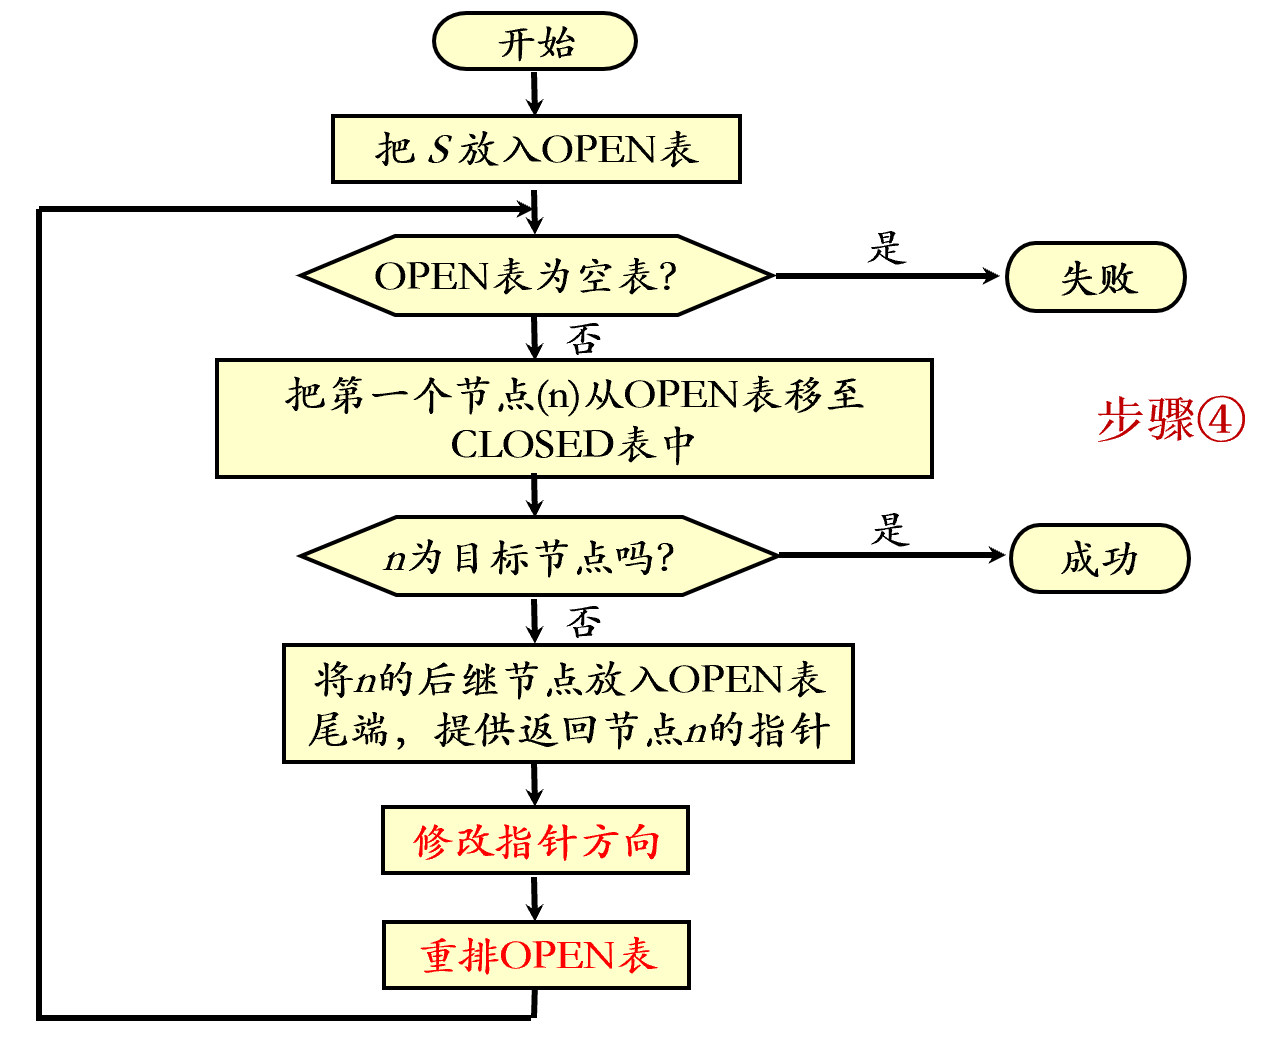 开始
把 S 放入OPEN表
OPEN表为空表?
是
失败
否
把第一个节点(n)从OPEN表移至
CLOSED表中
步骤④
n为目标节点吗?
是
成功
否
将n的后继节点放入OPEN表
尾端，提供返回节点n的指针
修改指针方向
重排OPEN表